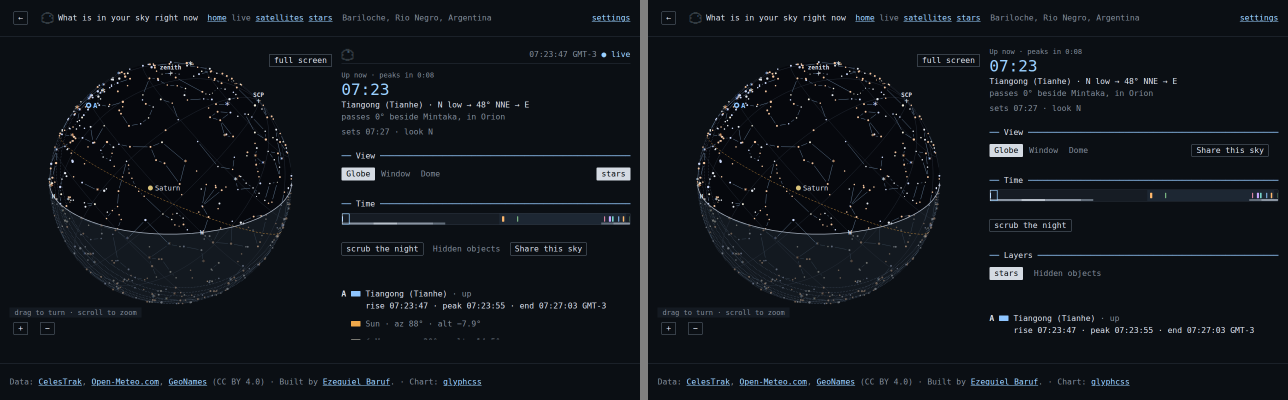 ← What is in your sky right now home live satellites stars Bariloche, Rio Negro, Argentina settings
full screen
07:23:47 GMT-3 ● live
zenith
SCP
A
Saturn
N
W
drag to turn · scroll to zoom
+ −
Up now · peaks in 0:08
07:23
Tiangong (Tianhe) · N low → 48° NNE → E
passes 0° beside Mintaka, in Orion
sets 07:27 · look N
View
Globe Window Dome stars
Time
scrub the night Hidden objects Share this sky
A Tiangong (Tianhe) · up
rise 07:23:47 · peak 07:23:55 · end 07:27:03 GMT-3
Sun · az 88° · alt −7.9°
Data: CelesTrak, Open-Meteo.com, GeoNames (CC BY 4.0) · Built by Ezequiel Baruf. · Chart: glyphcss
← What is in your sky right now home live satellites stars Bariloche, Rio Negro, Argentina settings
full screen
zenith
SCP
A
Saturn
N
W
drag to turn · scroll to zoom
+ −
Up now · peaks in 0:08
07:23
Tiangong (Tianhe) · N low → 48° NNE → E
passes 0° beside Mintaka, in Orion
sets 07:27 · look N
View
Globe Window Dome Share this sky
Time
scrub the night
Layers
stars Hidden objects
A Tiangong (Tianhe) · up
rise 07:23:47 · peak 07:23:55 · end 07:27:03 GMT-3
Data: CelesTrak, Open-Meteo.com, GeoNames (CC BY 4.0) · Built by Ezequiel Baruf. · Chart: glyphcss